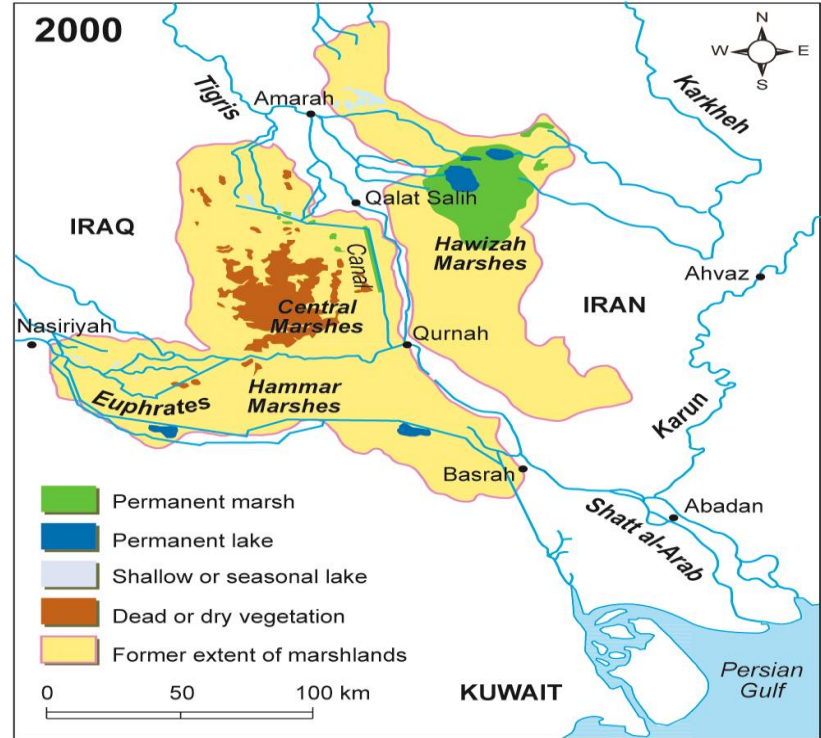 2000
N
W E
S
Tigris
Karkheh
Amarah
Qalat Salih
IRAQ
Hawizah
Marshes
Canal
Ahvaz
Central
Marshes
IRAN
Nasiriyah
Qurnah
Hammar
Marshes
Euphrates
Karun
Basrah
Abadan
Shatt al-Arab
Permanent marsh
Permanent lake
Shallow or seasonal lake
Dead or dry vegetation
Former extent of marshlands
0 50 100 km
KUWAIT
Persian
Gulf